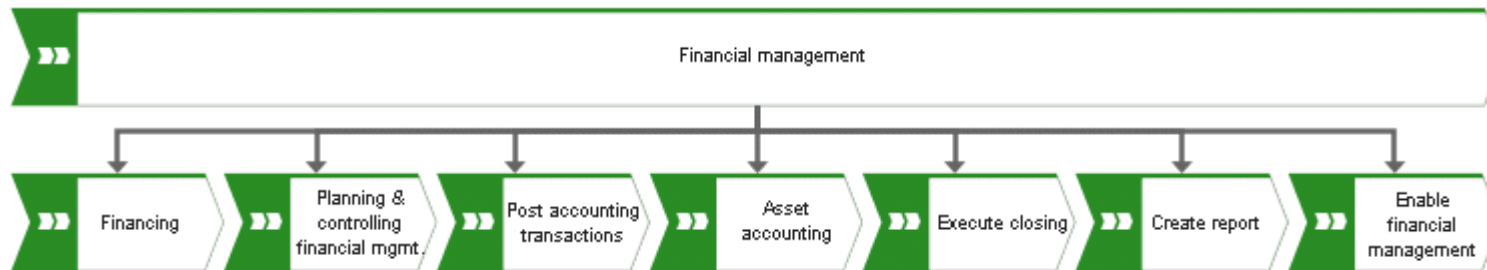 Financial management
Financing
Planning &
controlling
financial mgmt.
Post accounting
transactions
Asset
accounting
Execute closing
Create report
Enable
financial
management